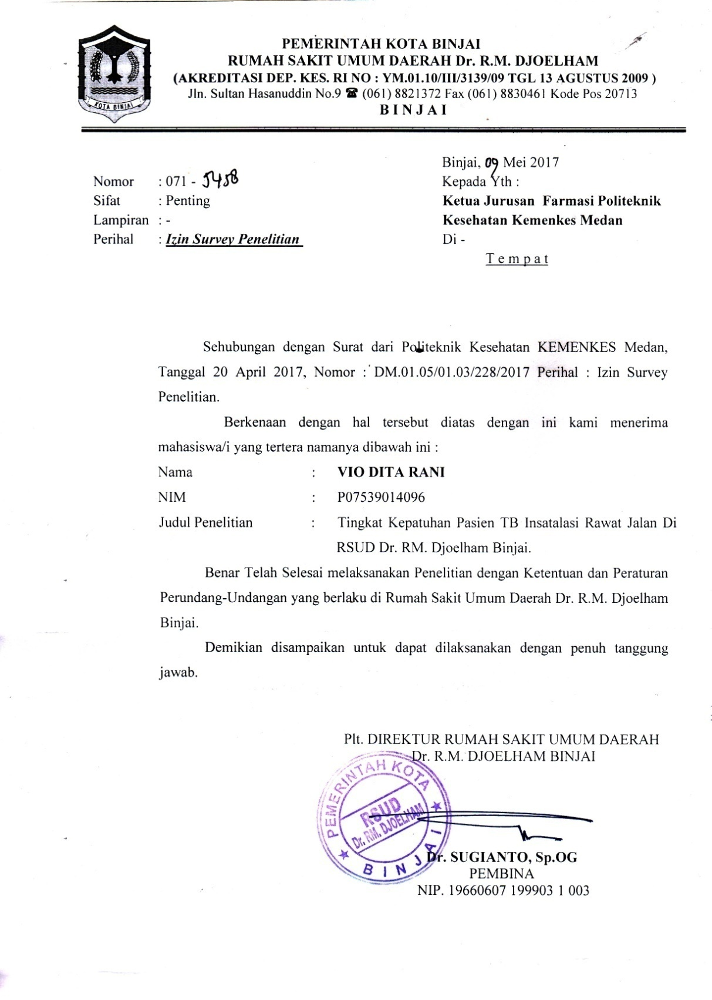 PEMERINTAH KOTA BINJAI
RUMAH SAKIT UMUM DAERAH Dr. R.M. DJOELHAM
(AKREDITASI DEP. KES. RI NO : YM.01.10/III/3139/09 TGL 13 AGUSTUS 2009 )
Jln. Sultan Hasanuddin No.9 ☎ (061) 8821372 Fax (061) 8830461 Kode Pos 20713
B I N J A I
KOTA BINJAI
Binjai, 09 Mei 2017
Nomor : 071 - 5458
Kepada Yth :
Sifat : Penting
Ketua Jurusan Farmasi Politeknik
Lampiran : -
Kesehatan Kemenkes Medan
Perihal : Izin Survey Penelitian
Di -
T e m p a t
Sehubungan dengan Surat dari Politeknik Kesehatan KEMENKES Medan,
Tanggal 20 April 2017, Nomor : DM.01.05/01.03/228/2017 Perihal : Izin Survey
Penelitian.
Berkenaan dengan hal tersebut diatas dengan ini kami menerima
mahasiswa/i yang tertera namanya dibawah ini :
Nama : VIO DITA RANI
NIM : P07539014096
Judul Penelitian : Tingkat Kepatuhan Pasien TB Insatalasi Rawat Jalan Di
RSUD Dr. RM. Djoelham Binjai.
Benar Telah Selesai melaksanakan Penelitian dengan Ketentuan dan Peraturan
Perundang-Undangan yang berlaku di Rumah Sakit Umum Daerah Dr. R.M. Djoelham
Binjai.
Demikian disampaikan untuk dapat dilaksanakan dengan penuh tanggung
jawab.
Plt. DIREKTUR RUMAH SAKIT UMUM DAERAH
Dr. R.M. DJOELHAM BINJAI
PEMERINTAH KOTA
RSUD
Dr. RM. DJOELHAM
BINJAI
Dr. SUGIANTO, Sp.OG
PEMBINA
NIP. 19660607 199903 1 003